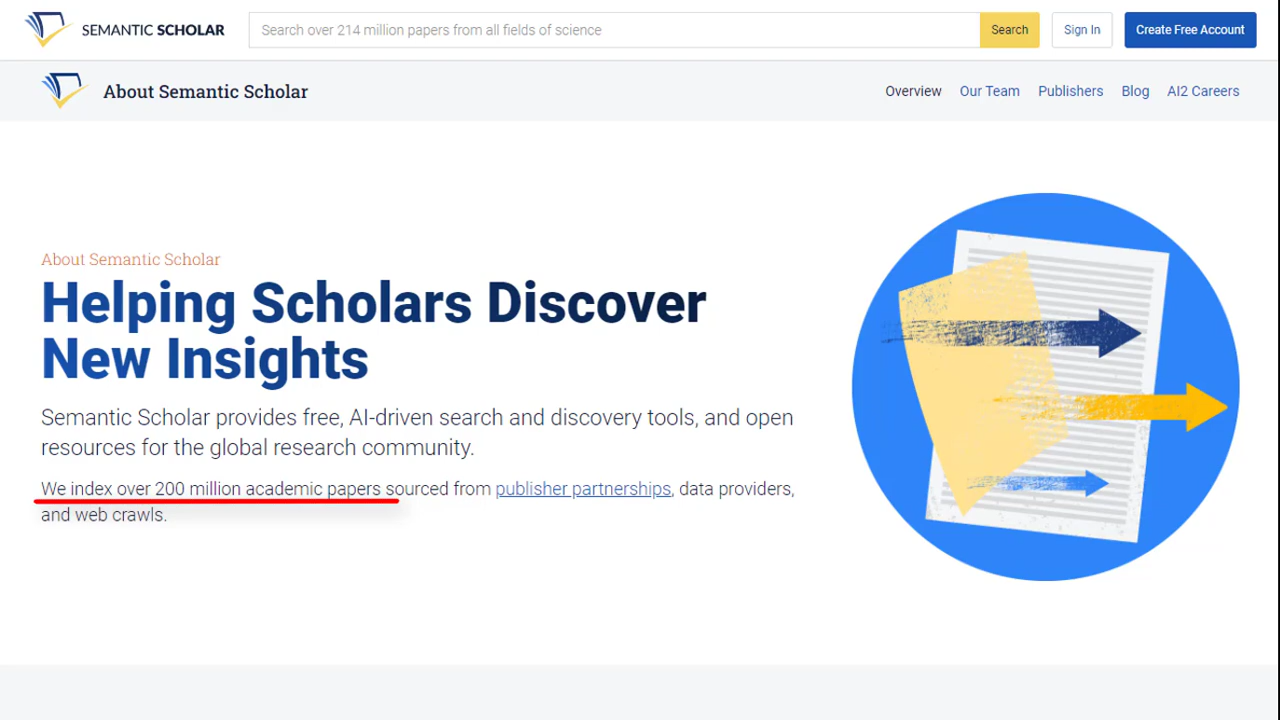 SEMANTIC SCHOLAR
Search over 214 million papers from all fields of science
Search
Sign In
Create Free Account
About Semantic Scholar
Overview
Our Team
Publishers
Blog
AI2 Careers
About Semantic Scholar
Helping Scholars Discover
New Insights
Semantic Scholar provides free, AI-driven search and discovery tools, and open
resources for the global research community.
We index over 200 million academic papers sourced from publisher partnerships, data providers,
and web crawls.